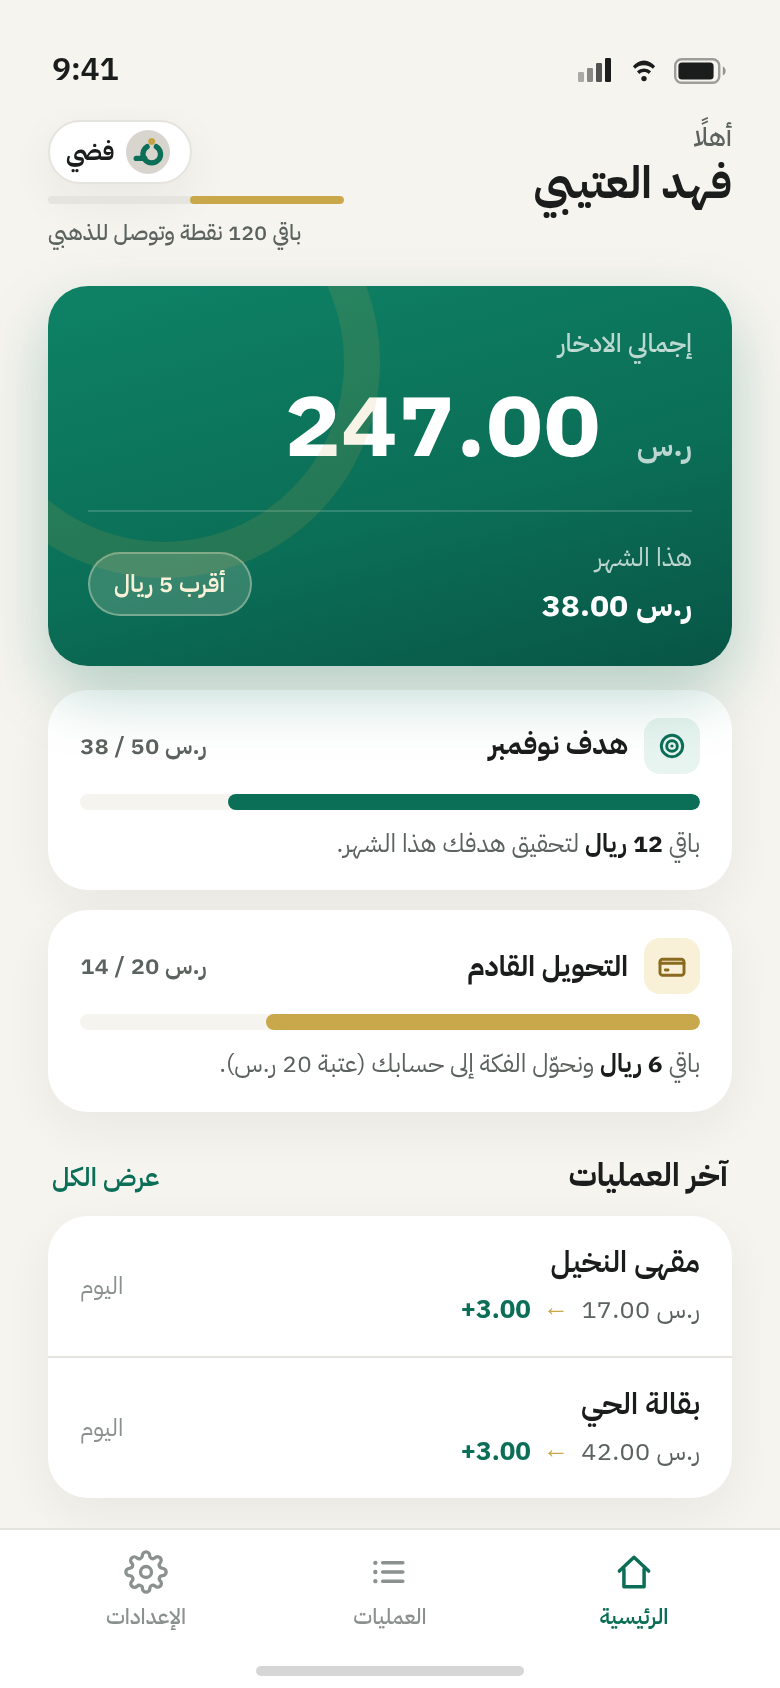 9:41
أهلًا
فهد العتيبي
فضي
باقي 120 نقطة وتوصل للذهبي
إجمالي الادخار
ر.س 247.00
هذا الشهر
ر.س 38.00
أقرب 5 ريال
هدف نوفمبر
ر.س 50 / 38
باقي 12 ريال لتحقيق هدفك هذا الشهر.
التحويل القادم
ر.س 20 / 14
باقي 6 ريال ونحوّل الفكة إلى حسابك (عتبة 20 ر.س).
آخر العمليات
عرض الكل
مقهى النخيل
ر.س 17.00 ← +3.00
اليوم
بقالة الحي
ر.س 42.00 ← +3.00
اليوم
الرئيسية
العمليات
الإعدادات